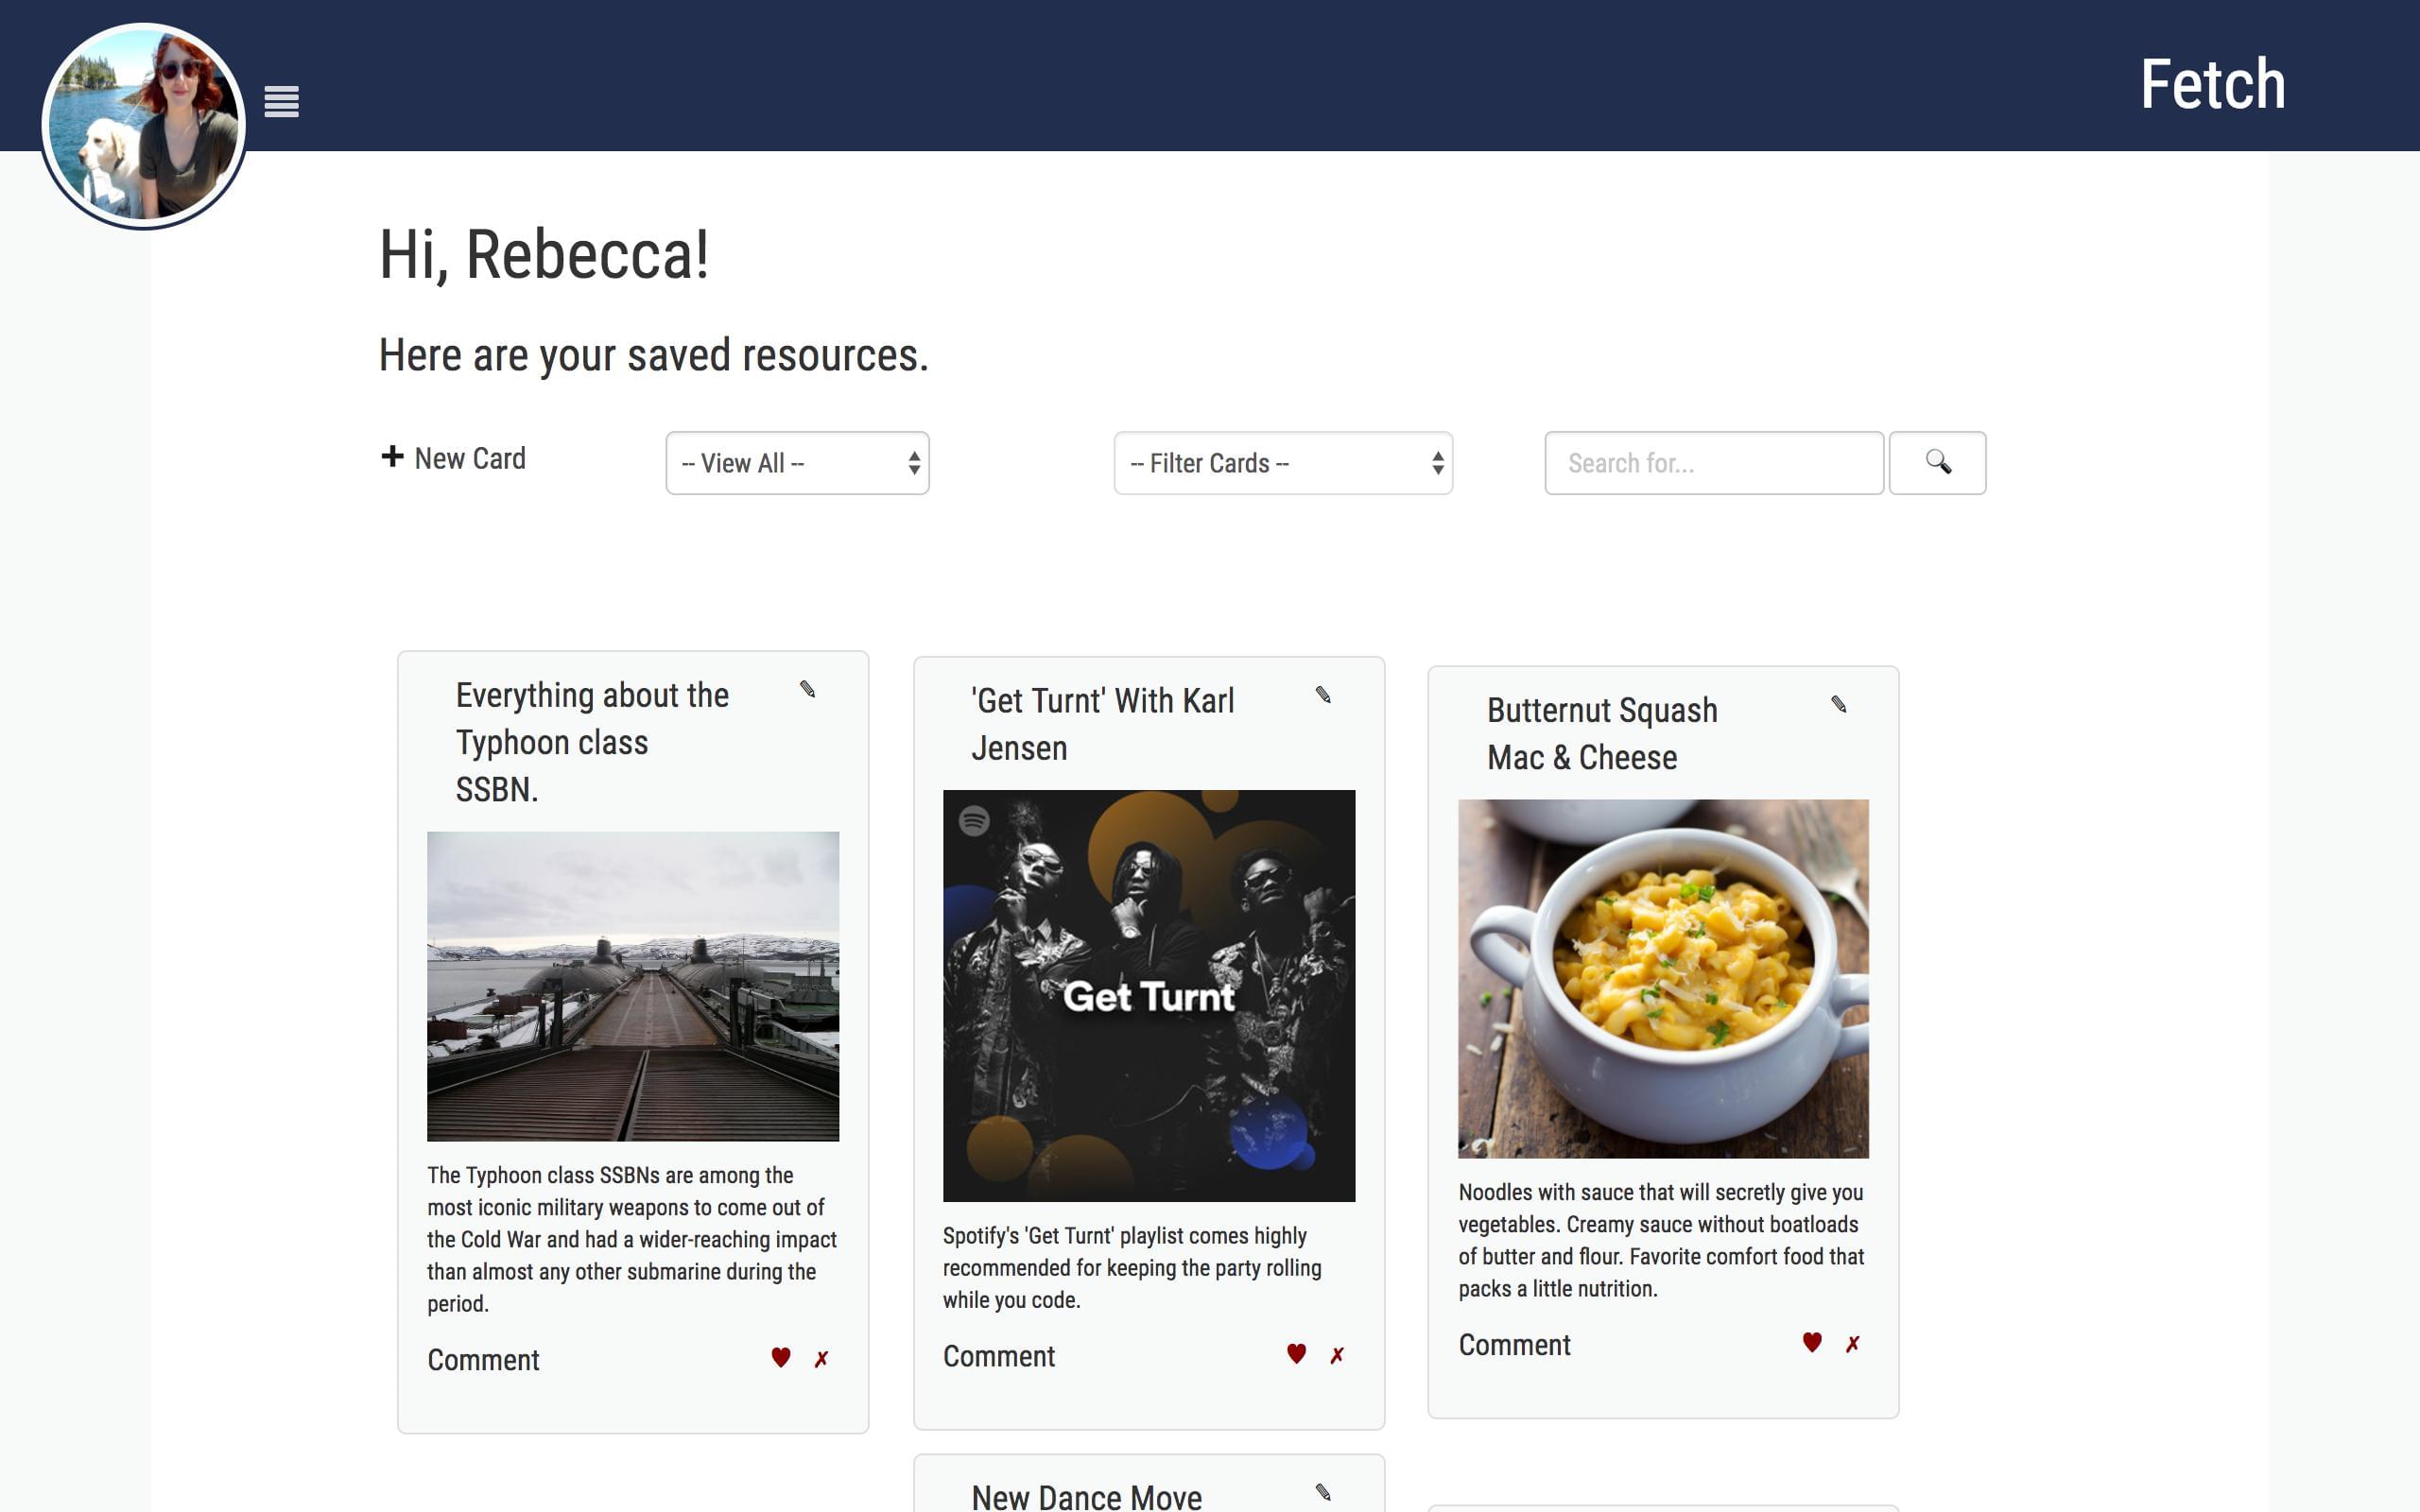 Fetch
Hi, Rebecca!
Here are your saved resources.
New Card
-- View All --
-- Filter Cards --
Search for...
Everything about the
Typhoon class
SSBN.
The Typhoon class SSBNs are among the
most iconic military weapons to come out of
the Cold War and had a wider-reaching impact
than almost any other submarine during the
period.
Comment
'Get Turnt' With Karl
Jensen
Get Turnt
Spotify's 'Get Turnt' playlist comes highly
recommended for keeping the party rolling
while you code.
Comment
Butternut Squash
Mac & Cheese
Noodles with sauce that will secretly give you
vegetables. Creamy sauce without boatloads
of butter and flour. Favorite comfort food that
packs a little nutrition.
Comment
New Dance Move